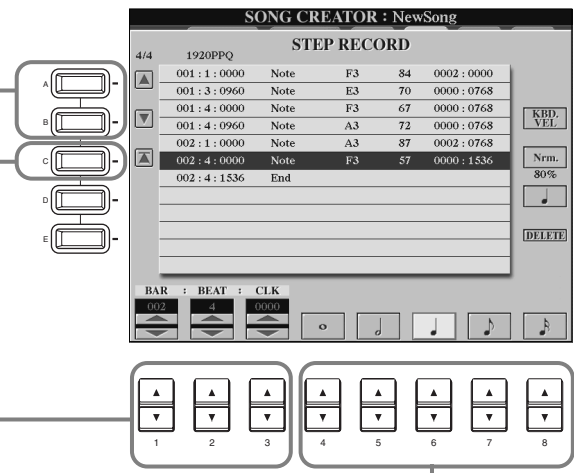 SONG CREATOR : NewSong
STEP RECORD
4/4 1920PPQ
001 : 1 : 0000 Note F3 84 0002 : 0000
001 : 3 : 0960 Note E3 70 0000 : 0768
001 : 4 : 0000 Note F3 67 0000 : 0768
001 : 4 : 0960 Note A3 72 0000 : 0768
002 : 1 : 0000 Note A3 87 0002 : 0768
002 : 4 : 0000 Note F3 57 0000 : 1536
002 : 4 : 1536 End
KBD.
VEL
Nrm.
80%
DELETE
A
B
C
D
E
BAR : BEAT : CLK
002 4 0000
1 2 3 4 5 6 7 8